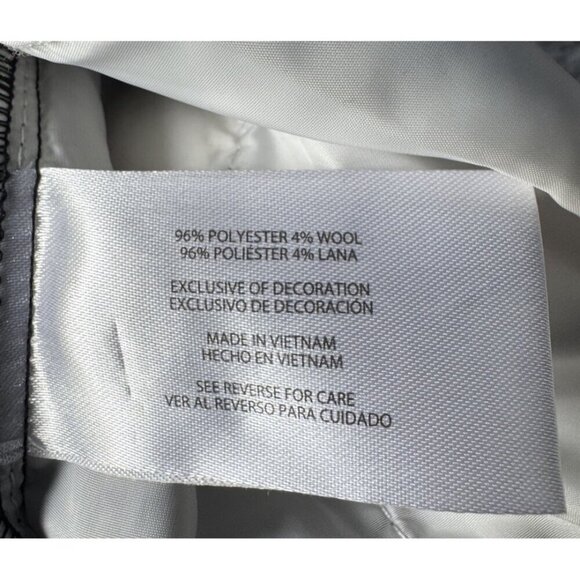 96% POLYESTER 4% WOOL
96% POLIÉSTER 4% LANA
EXCLUSIVE OF DECORATION
EXCLUSIVO DE DECORACIÓN
MADE IN VIETNAM
HECHO EN VIETNAM
SEE REVERSE FOR CARE
VER AL REVERSO PARA CUIDADO